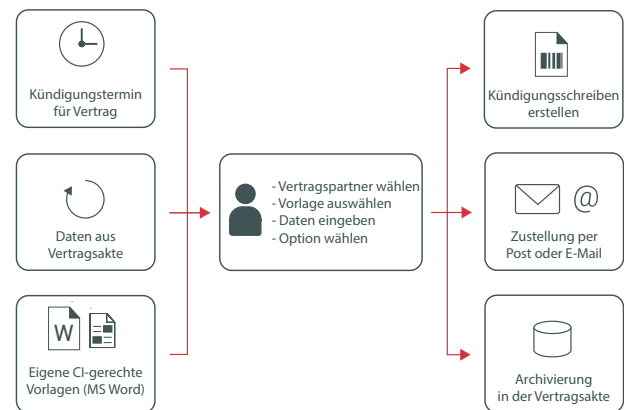 Kündigungstermin
für Vertrag
Daten aus
Vertragsakte
W
Eigene CI-gerechte
Vorlagen (MS Word)
- Vertragspartner wählen
- Vorlage auswählen
- Daten eingeben
- Option wählen
Kündigungsschreiben
erstellen
@
Zustellung per
Post oder E-Mail
Archivierung
in der Vertragsakte